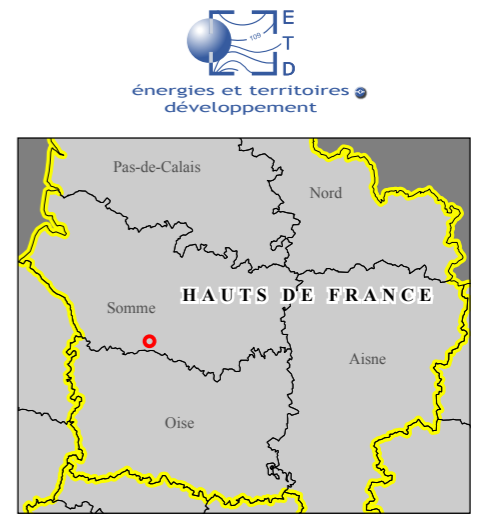 E
T
D
109
énergies et territoires
développement
Pas-de-Calais
Nord
HAUTS DE FRANCE
Somme
Aisne
Oise